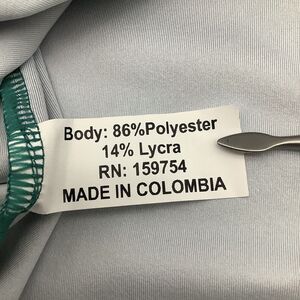 Body: 86%Polyester
14% Lycra
RN: 159754
MADE IN COLOMBIA